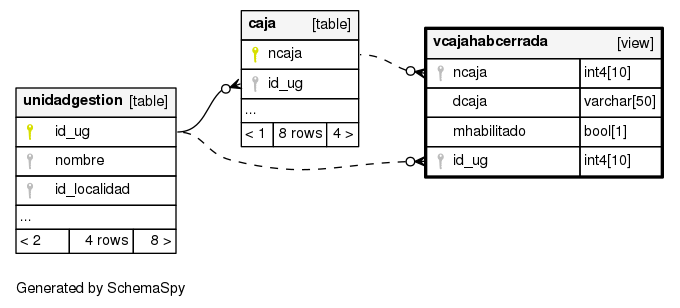 caja [table]
ncaja
id_ug
...
< 1 8 rows 4 >
vcajahabcerrada [view]
ncaja int4[10]
dcaja varchar[50]
mhabilitado bool[1]
id_ug int4[10]
unidadgestion [table]
id_ug
nombre
id_localidad
...
< 2 4 rows 8 >
Generated by SchemaSpy